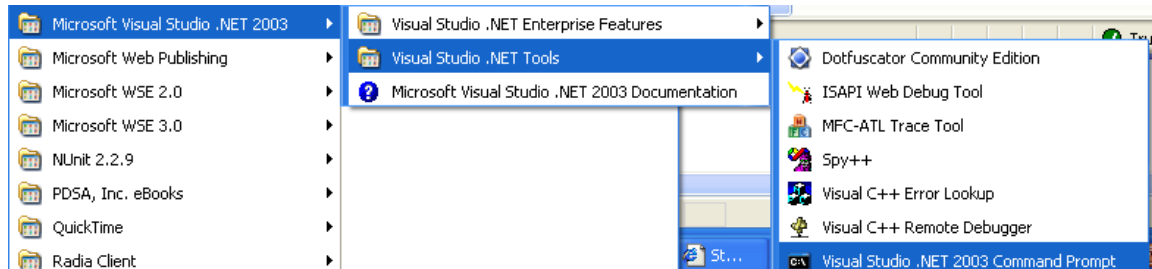 Microsoft Visual Studio .NET 2003
Microsoft Web Publishing
Microsoft WSE 2.0
Microsoft WSE 3.0
NUnit 2.2.9
PDSA, Inc. eBooks
QuickTime
Radia Client
Visual Studio .NET Enterprise Features
Visual Studio .NET Tools
Microsoft Visual Studio .NET 2003 Documentation
Dotfuscator Community Edition
ISAPI Web Debug Tool
MFC-ATL Trace Tool
Spy++
Visual C++ Error Lookup
Visual C++ Remote Debugger
Visual Studio .NET 2003 Command Prompt
St...